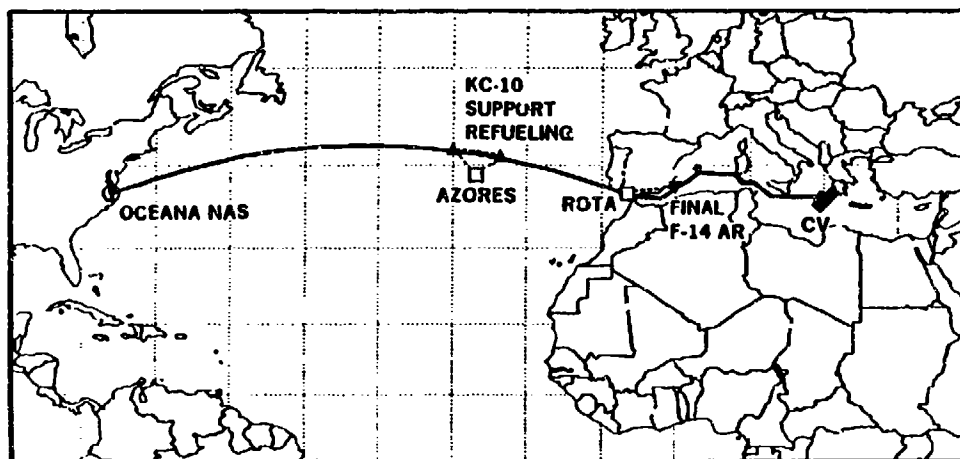 KC-10
SUPPORT
REFUELING
AZORES
OCEANA NAS
ROTA
FINAL
F-14 AR
CV